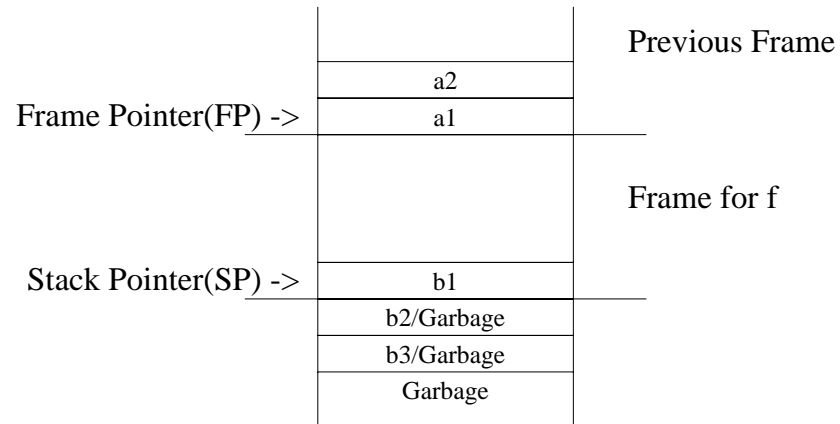 Previous Frame
a2
Frame Pointer(FP) ->
a1
Frame for f
Stack Pointer(SP) ->
b1
b2/Garbage
b3/Garbage
Garbage